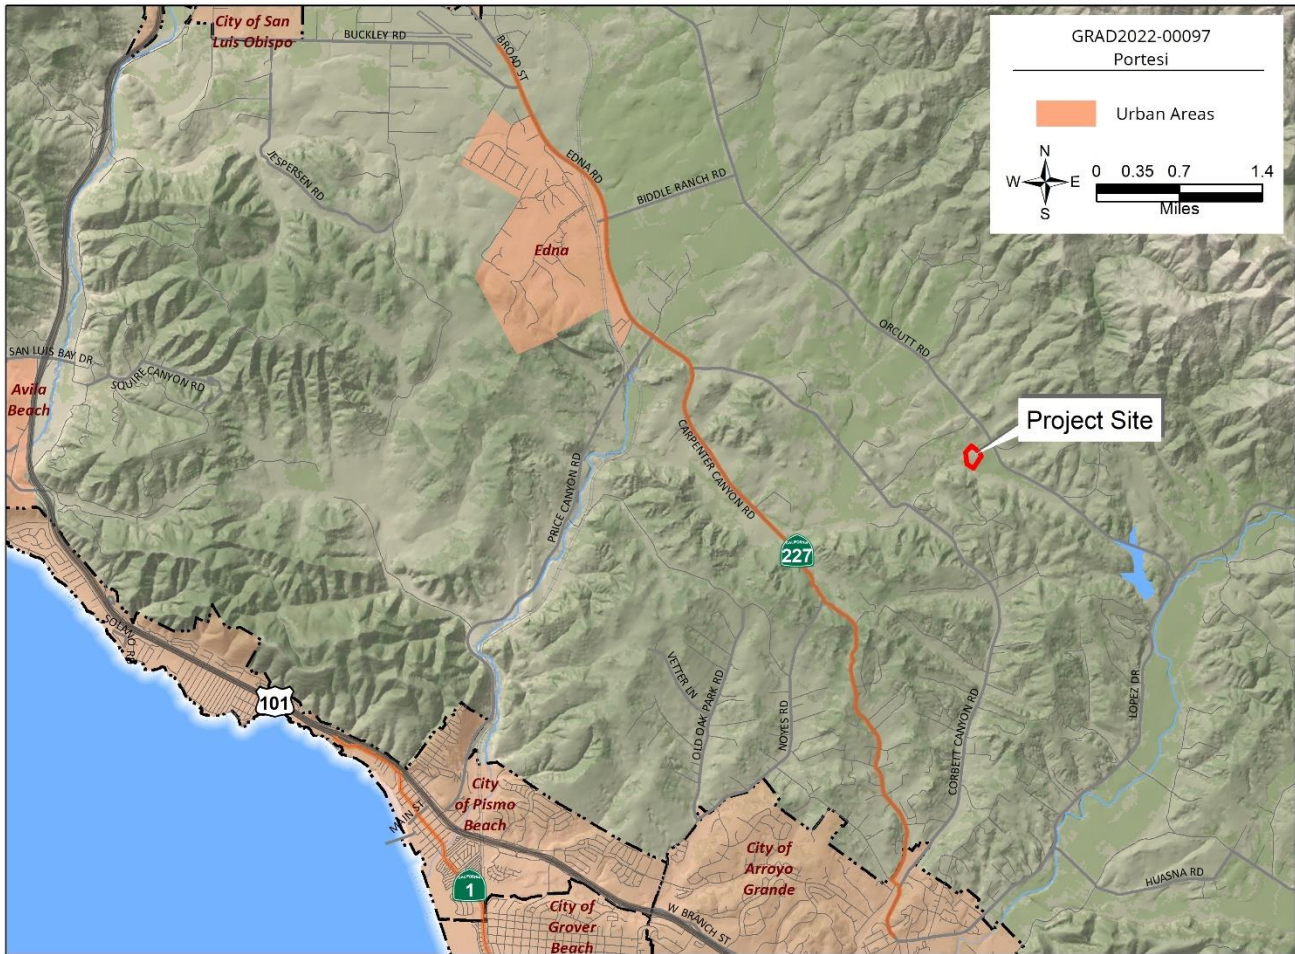 City of San
Luis Obispo
BUCKLEY RD
BROAD ST
GRAD2022-00097
Portesi
Urban Areas
N
W
E
S
0
0.35
0.7
1.4
Miles
JESPERSEN RD
EDNA RD
BIDDLE RANCH RD
Edna
ORCUTT RD
SAN LUIS BAY DR
SQUIRE CANYON RD
Avila
Beach
Project Site
CARPENTER CANYON RD
PRICE CANYON RD
CALIFORNIA
227
SOLANO RD
101
VETTER LN
OLD OAK PARK RD
NOYES RD
CORBETT CANYON RD
LOPEZ DR
City
of Pismo
Beach
MAIN ST
CALIFORNIA
1
City of
Arroyo
Grande
HUASNA RD
City of
Grover
Beach
W BRANCH ST